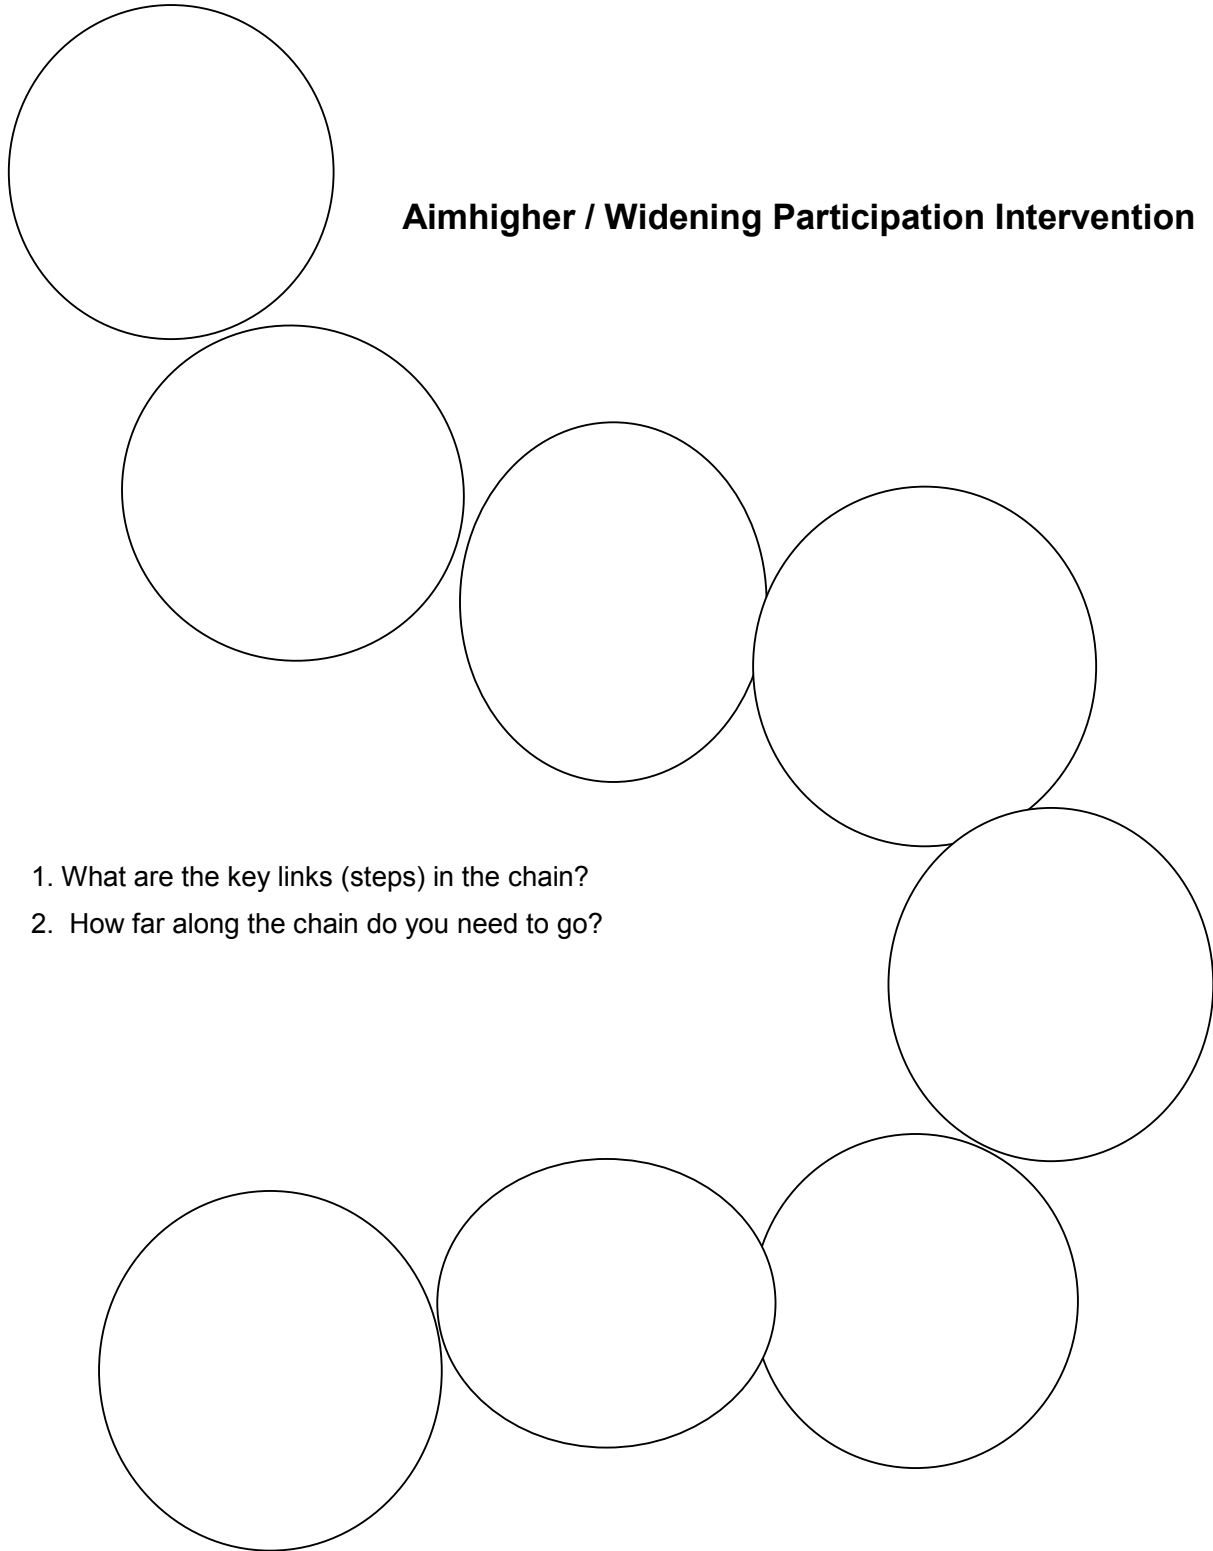 Aimhigher / Widening Participation Intervention
1. What are the key links (steps) in the chain?
2.  How far along the chain do you need to go?